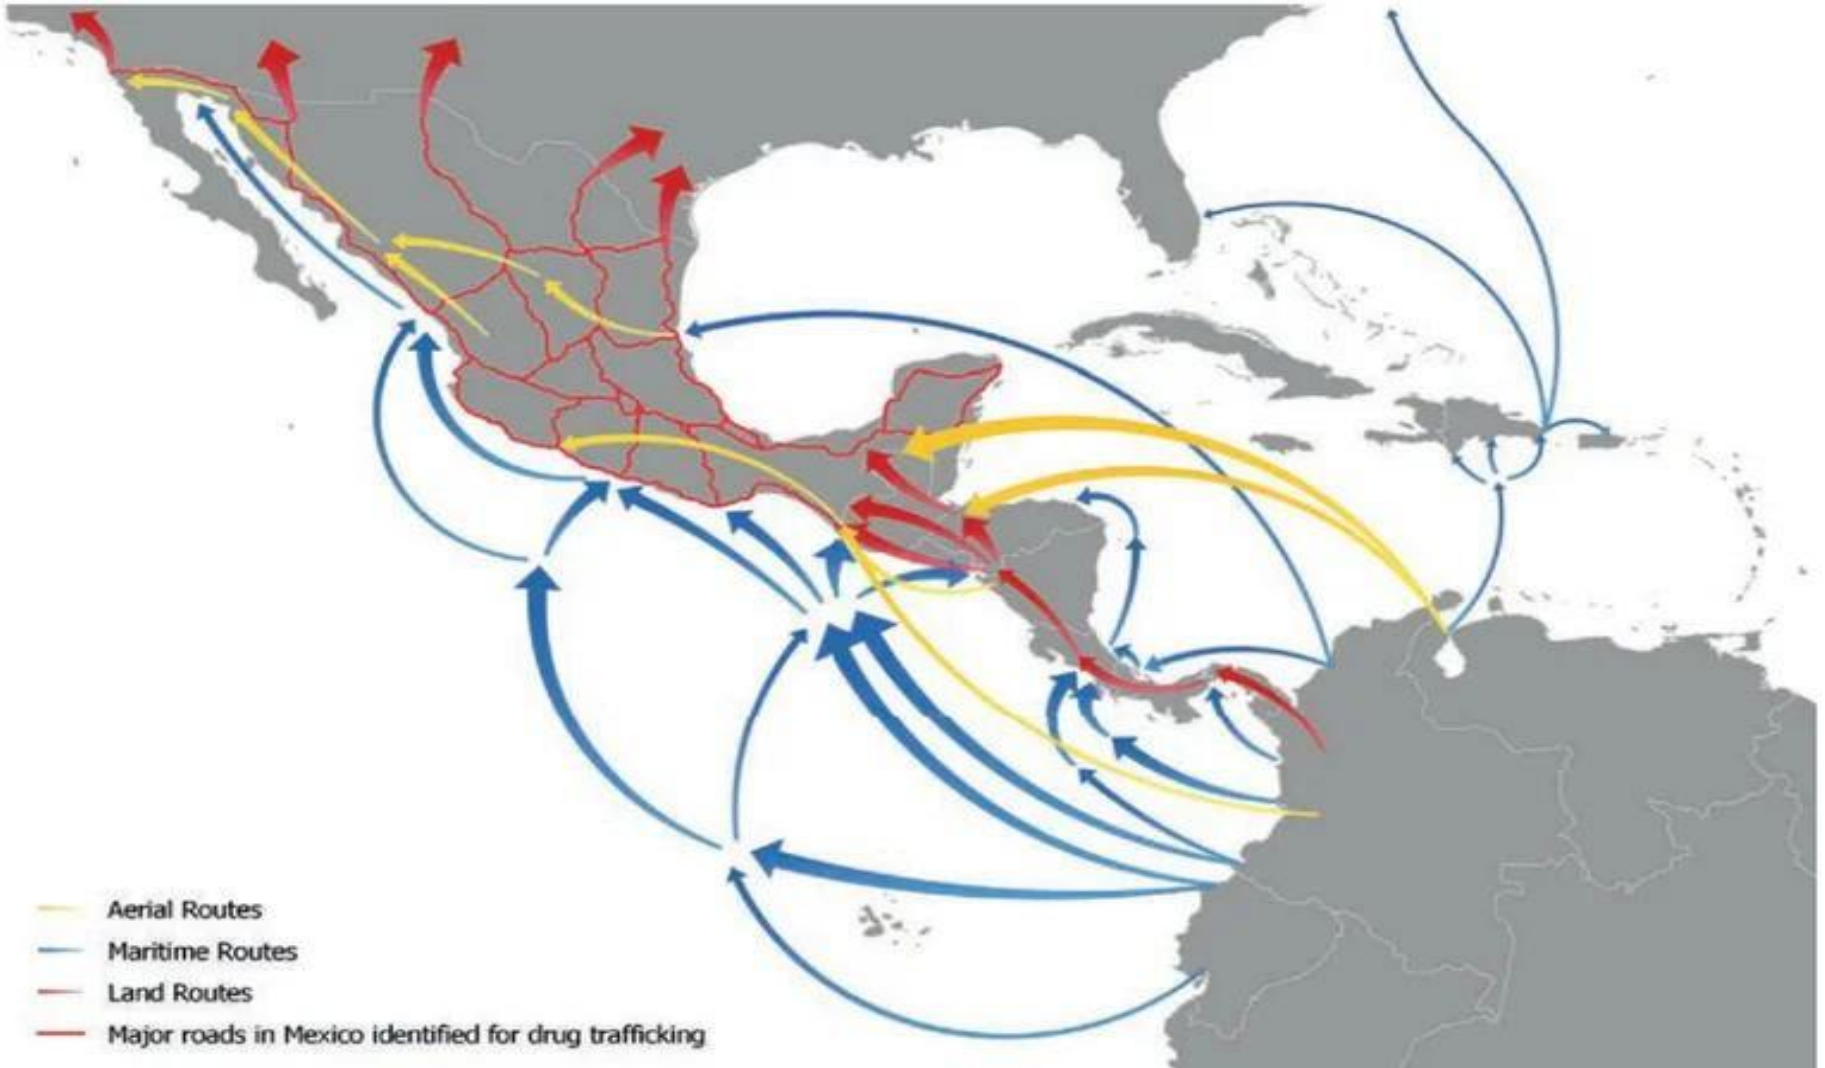 Aerial Routes
Maritime Routes
Land Routes
Major roads in Mexico identified for drug trafficking